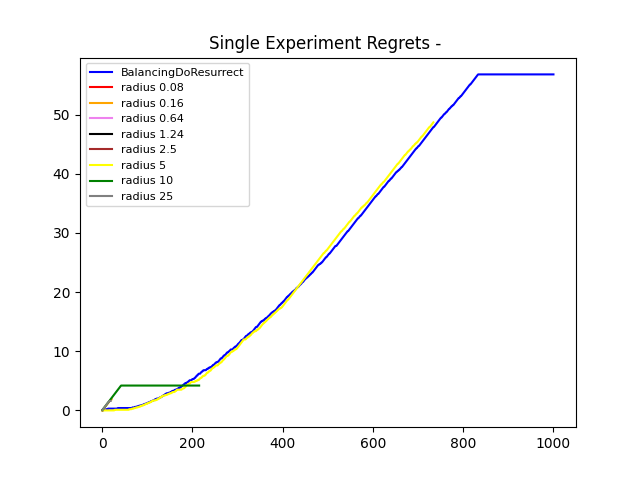 Single Experiment Regrets -
BalancingDoResurrect
radius 0.08
radius 0.16
radius 0.64
radius 1.24
radius 2.5
radius 5
radius 10
radius 25
50
40
30
20
10
0
0 200 400 600 800 1000